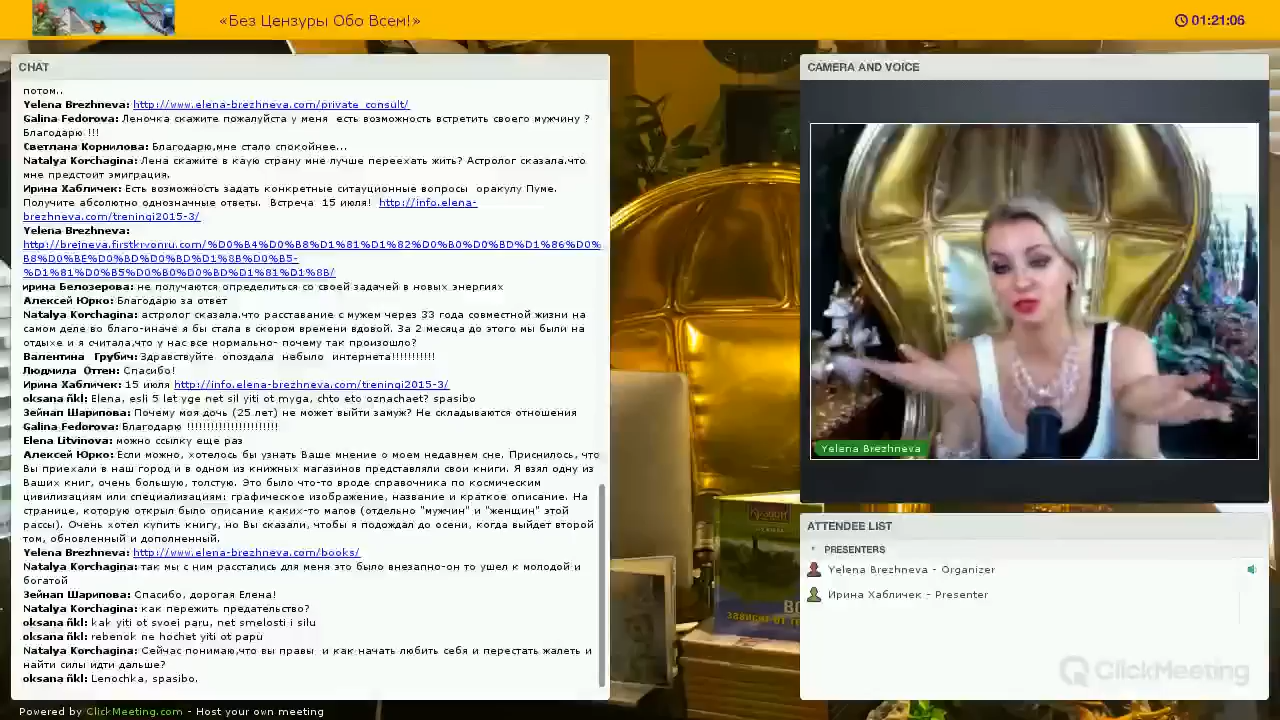 «Без Цензуры Обо Всем!»
01:21:06
CHAT
потом..
Yelena Brezhneva: http://www.elena-brezhneva.com/private_consult/
Galina Fedorova: Леночка скажите пожалуйста у меня есть возможность встретить своего мужчину ?
Благодарю !!!
Светлана Корнилова: Благодарю,мне стало спокойнее...
Natalya Korchagina: Лена скажите в каую страну мне лучше переехать жить? Астролог сказала.что
мне предстоит эмиграция.
Ирина Хабличек: Есть возможность задать конкретные ситауционные вопросы оракулу Пуме.
Получите абсолютно однозначные ответы. Встреча 15 июля! http://info.elena-
brezhneva.com/treningi2015-3/
Yelena Brezhneva:
http://brejneva.firstkrvonru.com/%D0%B4%D0%B8%D1%81%D1%82%D0%B0%D0%BD%D1%86%D0%
B8%D0%BE%D0%BD%D0%BD%D1%8B%D0%B5-
%D1%81%D0%B5%D0%B0%D0%BD%D1%81%D1%8B/
ирина Белозерова: не получаются определиться со своей задачей в новых энергиях
Алексей Юрко: Благодарю за ответ
Natalya Korchagina: астролог сказала.что расставание с мужем через 33 года совместной жизни на
самом деле во благо-иначе я бы стала в скором времени вдовой. За 2 месяца до этого мы были на
отдыхе и я считала,что у нас все нормально- почему так произошло?
Валентина Грубич: Здравствуйте опоздала небыло интернета!!!!!!!!!!!
Людмила Оттен: Спасибо!
Ирина Хабличек: 15 июля http://info.elena-brezhneva.com/treningi2015-3/
oksana ñkl: Elena, esli 5 let yge net sil yiti ot myga, chto eto oznachaet? spasibo
Зейнап Шарипова: Почему моя дочь (25 лет) не может выйти замуж? Не складываются отношения
Galina Fedorova: Благодарю !!!!!!!!!!!!!!!!!!!!!!!
Elena Litvinova: можно ссылку еще раз
Алексей Юрко: Если можно, хотелось бы узнать Ваше мнение о моем недавнем сне. Приснилось, что
Вы приехали в наш город и в одном из книжных магазинов представляли свои книги. Я взял одну из
Ваших книг, очень большую, толстую. Это было что-то вроде справочника по космическим
цивилизациям или специализациям: графическое изображение, название и краткое описание. На
странице, которую открыл было описание каких-то магов (отдельно "мужчин" и "женщин" этой
рассы). Очень хотел купить книгу, но Вы сказали, чтобы я подождал до осени, когда выйдет второй
том, обновленный и дополненный.
Yelena Brezhneva: http://www.elena-brezhneva.com/books/
Natalya Korchagina: так мы с ним расстались для меня это было внезапно-он то ушел к молодой и
богатой
Зейнап Шарипова: Спасибо, дорогая Елена!
Natalya Korchagina: как пережить предательство?
oksana ñkl: kak yiti ot svoej paru, net smelosti i silu
oksana ñkl: rebenok ne hochet yiti ot papu
Natalya Korchagina: Сейчас понимаю,что вы правы и как начать любить себя и перестать жалеть и
найти силы идти дальше?
oksana ñkl: Lenochka, spasibo.
Powered by ClickMeeting.com - Host your own meeting
CAMERA AND VOICE
Yelena Brezhneva
ATTENDEE LIST
PRESENTERS
Yelena Brezhneva - Organizer
Ирина Хабличек - Presenter
ClickMeeting